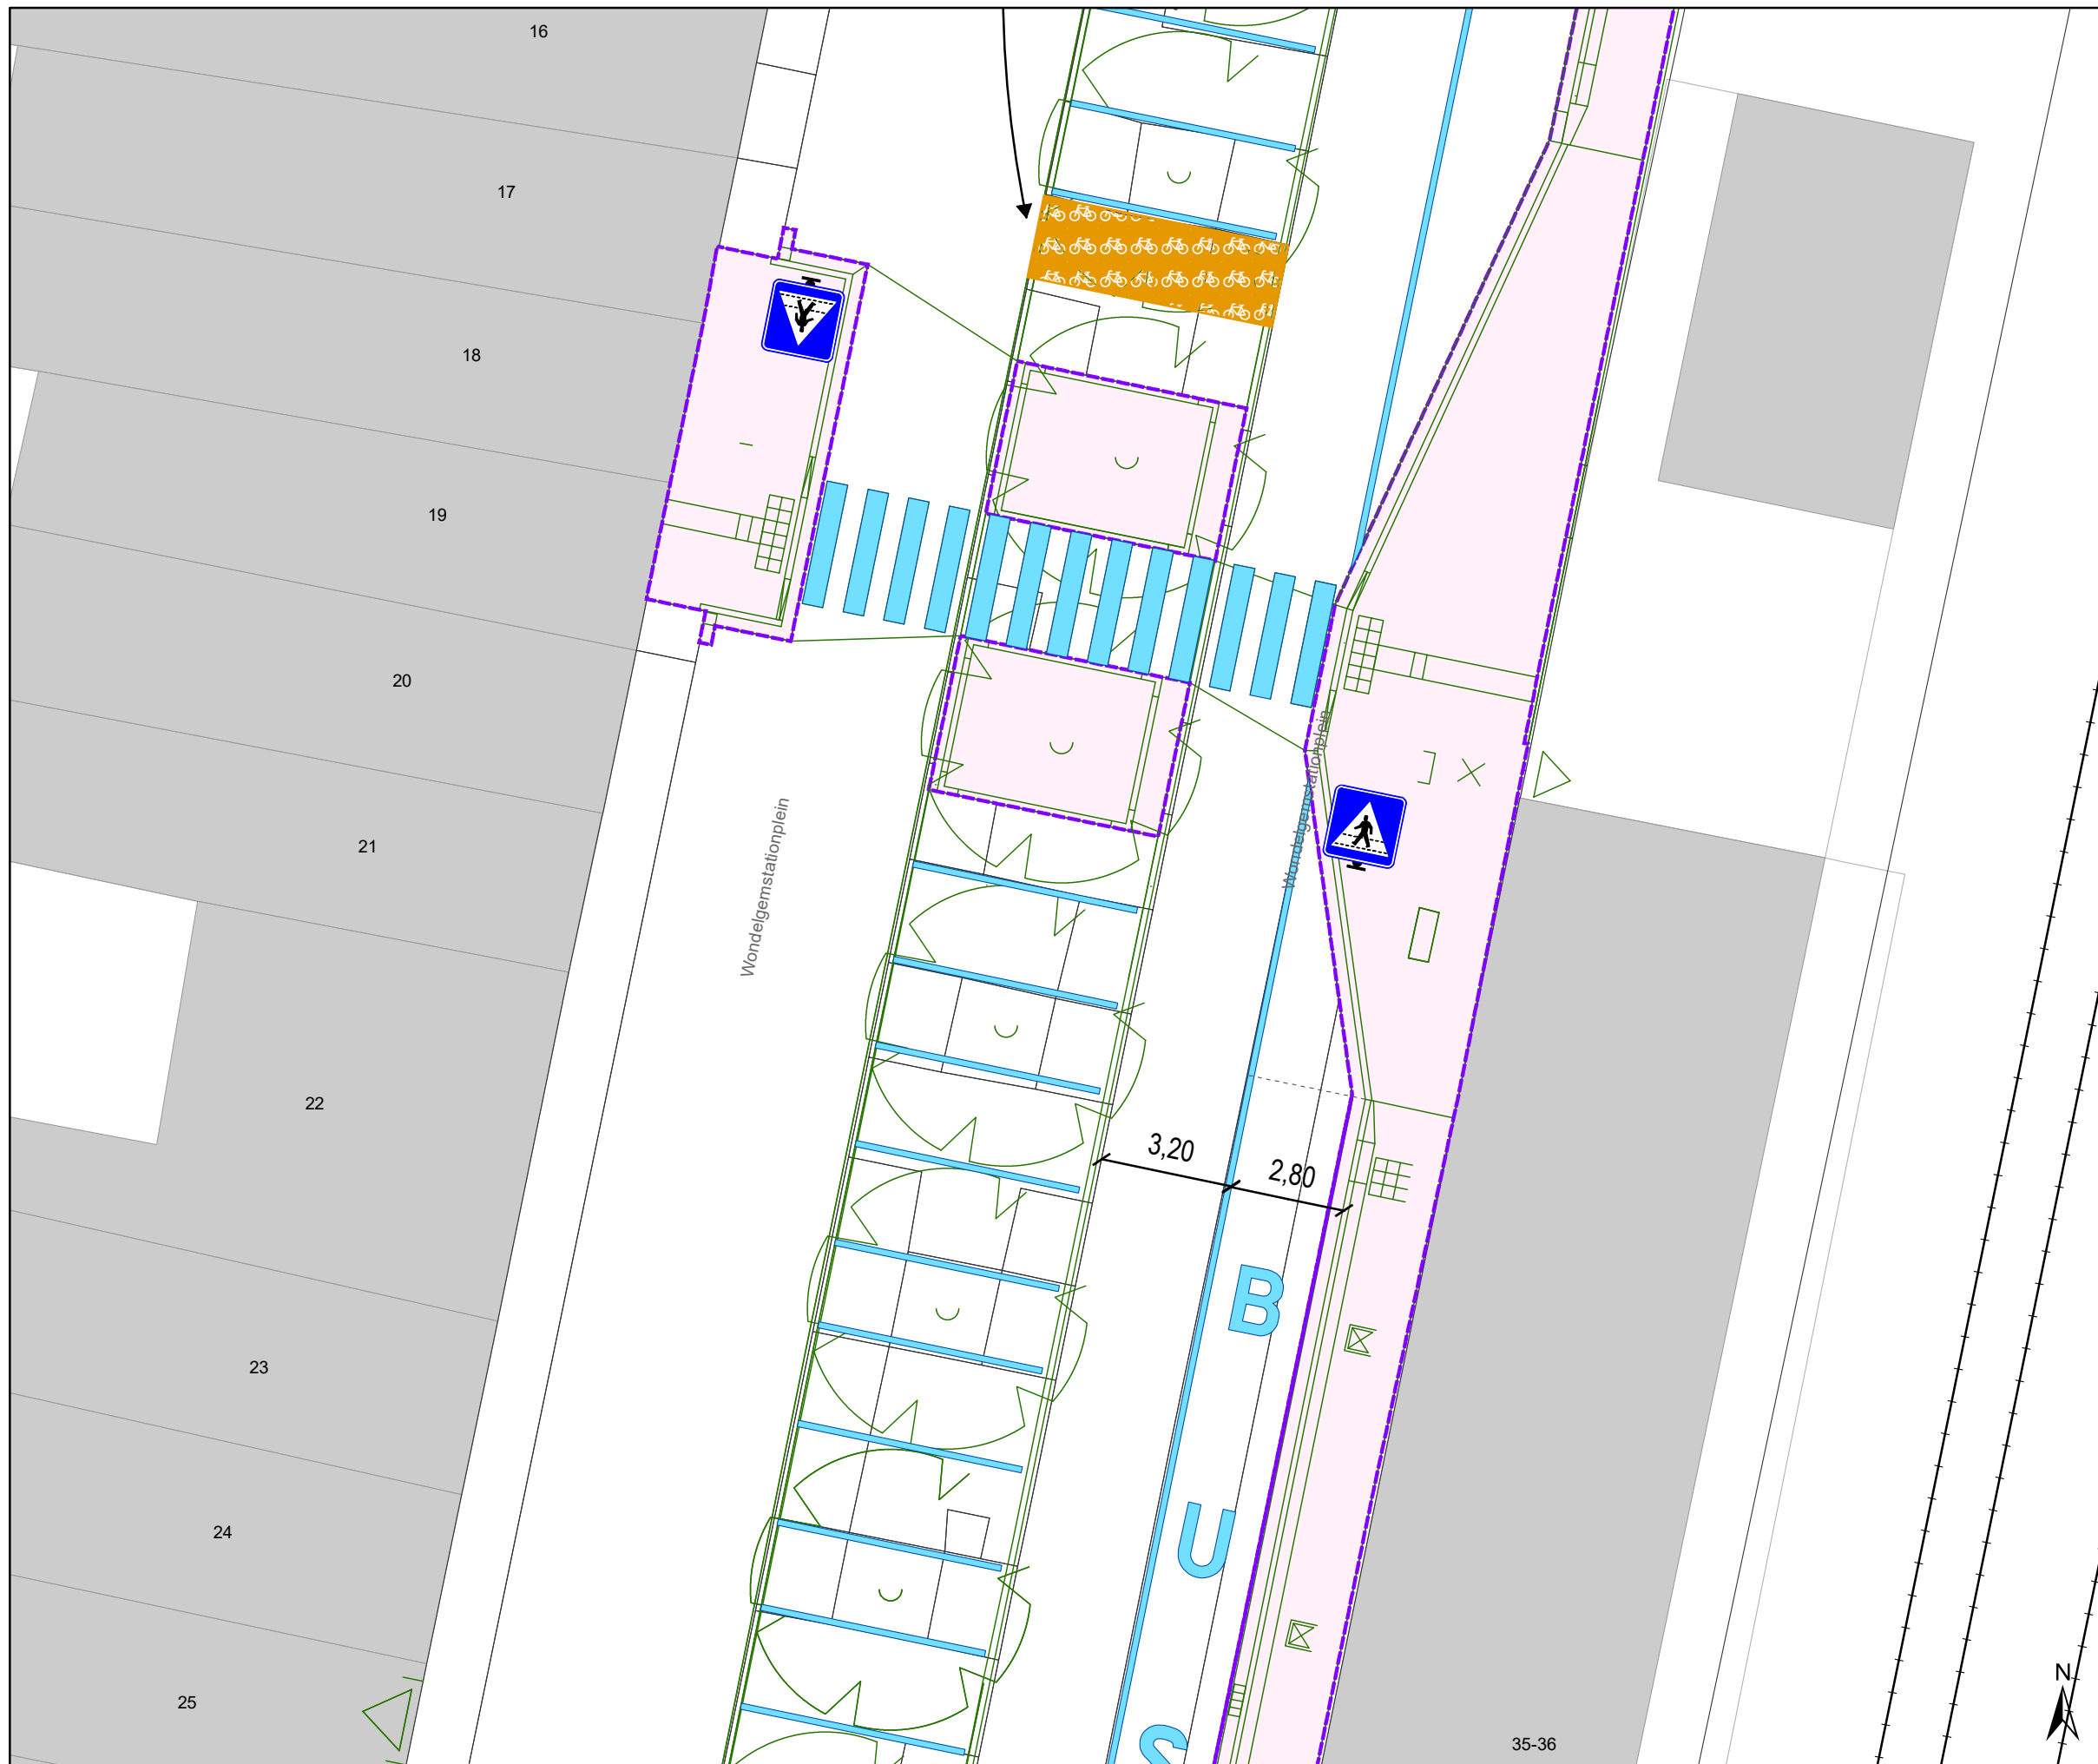 16
17
18
19
20
21
22
23
24
25
Wondelgemstationplein
Wondelgemstationplein
3,20
2,80
B
U
S
35-36
N